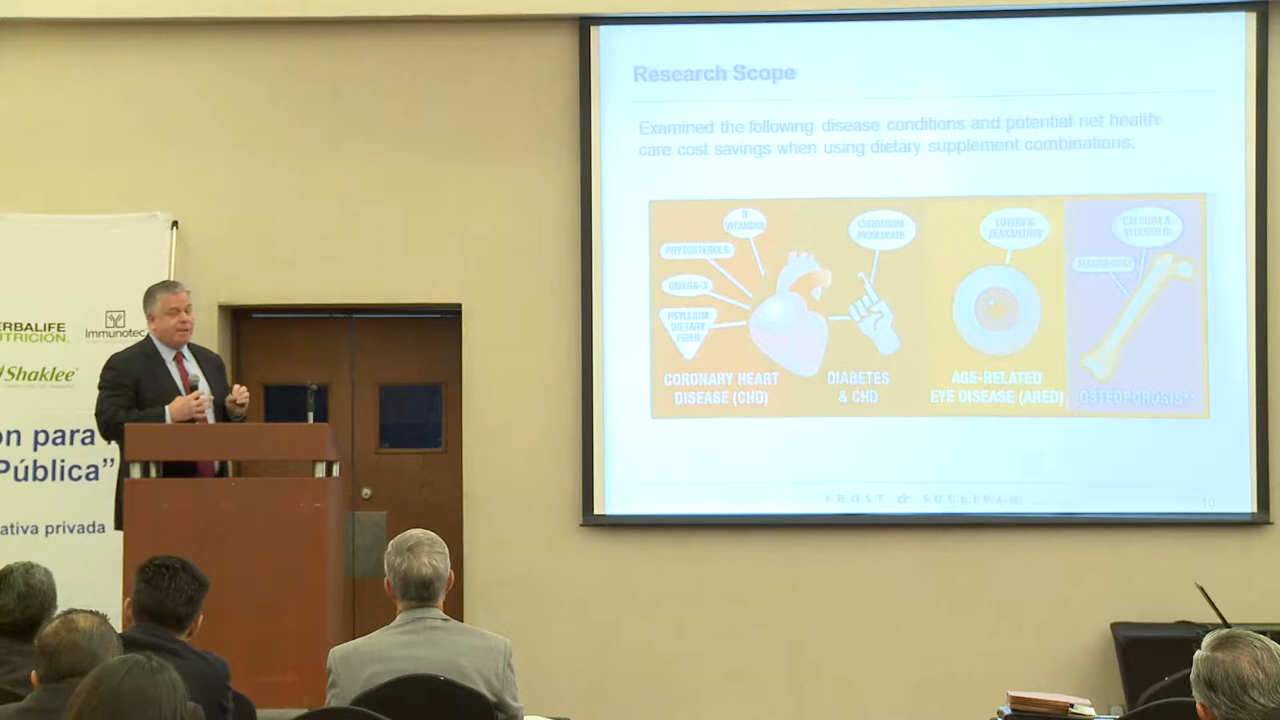 Research Scope
Examined the following disease conditions and potential net health
care cost savings when using dietary supplement combinations:
B
VITAMINS
PHYTOSTEROLS
OMEGA-3
PSYLLIUM
DIETARY
FIBER
CHROMIUM
PICOLINATE
LUTEIN &
ZEAXANTHIN
CALCIUM &
VITAMIN D
MAGNESIUM
CORONARY HEART
DISEASE (CHD)
DIABETES
& CHD
AGE-RELATED
EYE DISEASE (ARED)
OSTEOPOROSIS
FROST & SULLIVAN
10
ERBALIFE
UTRICIÓN.
Immunotec
Shaklee
on para
Pública”
ativa privada